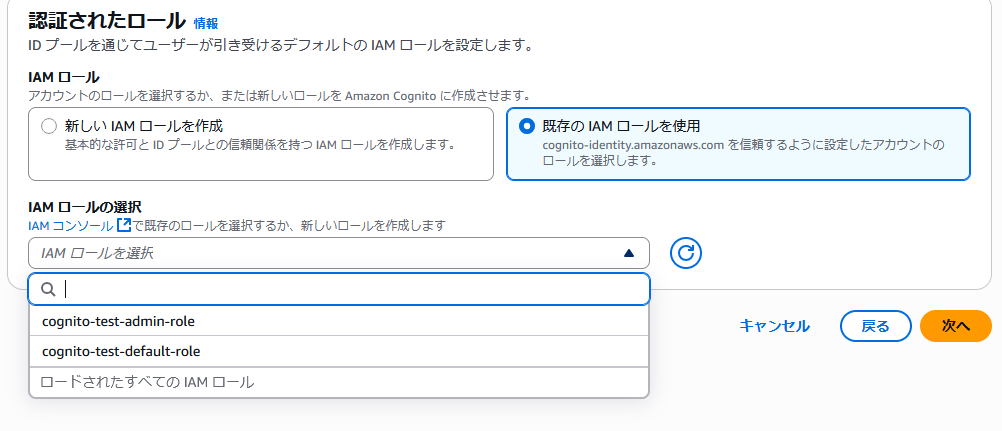 認証されたロール 情報
ID プールを通じてユーザーが引き受けるデフォルトの IAM ロールを設定します。
IAM ロール
アカウントのロールを選択するか、または新しいロールを Amazon Cognito に作成させます。
新しい IAM ロールを作成
基本的な許可と ID プールとの信頼関係を持つ IAM ロールを作成します。
既存の IAM ロールを使用
cognito-identity.amazonaws.com を信頼するように設定したアカウントの
ロールを選択します。
IAM ロールの選択
IAM コンソール で既存のロールを選択するか、新しいロールを作成します
IAM ロールを選択
cognito-test-admin-role
cognito-test-default-role
ロードされたすべての IAM ロール
キャンセル
戻る
次へ